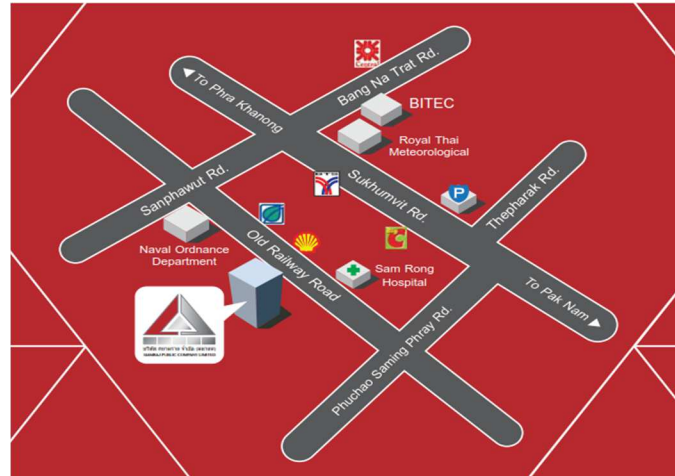 Central
Bang Na Trat Rd.
To Phra Khanong
BITEC
Royal Thai
Meteorological
Sukhumvit Rd.
P
Thepharak Rd.
Sanphawut Rd.
Naval Ordnance
Department
Old Railway Road
Sam Rong
Hospital
To Pak Nam
Phuchao Saming Phray Rd.